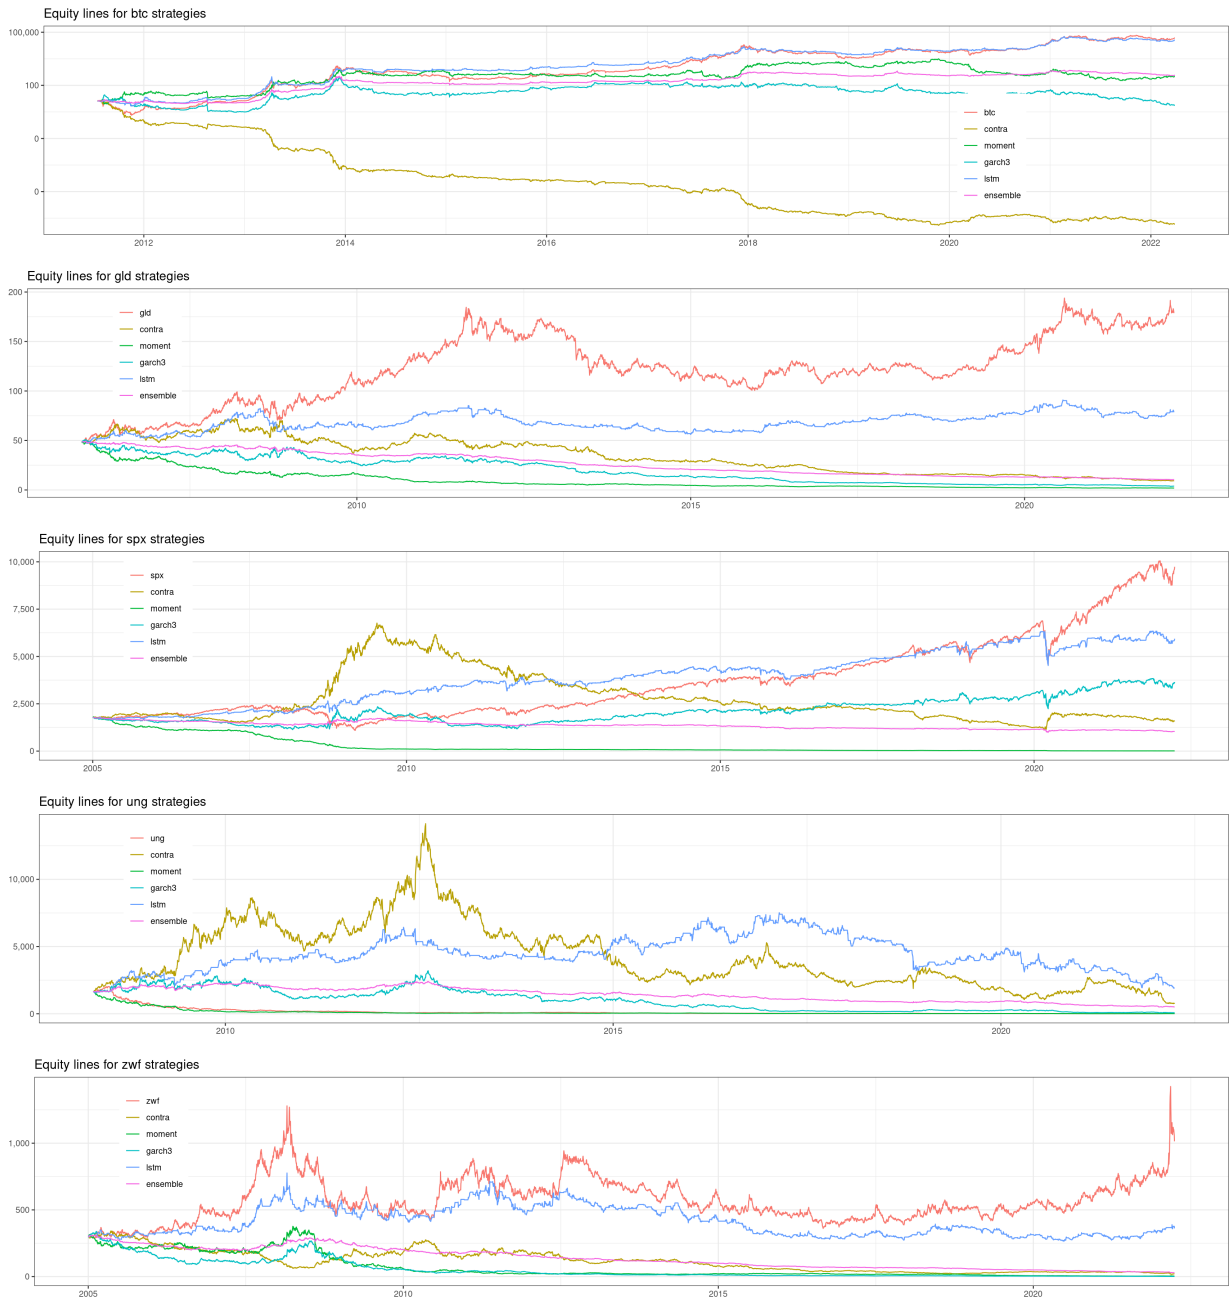 Equity lines for btc strategies
100,000
100
0
0
btc
contra
moment
garch3
lstm
ensemble
2012 2014 2016 2018 2020 2022
Equity lines for gld strategies
200
150
100
50
0
gld
contra
moment
garch3
lstm
ensemble
2010 2015 2020
Equity lines for spx strategies
10,000
7,500
5,000
2,500
0
spx
contra
moment
garch3
lstm
ensemble
2005 2010 2015 2020
Equity lines for ung strategies
10,000
5,000
0
ung
contra
moment
garch3
lstm
ensemble
2010 2015 2020
Equity lines for zwf strategies
1,000
500
0
zwf
contra
moment
garch3
lstm
ensemble
2005 2010 2015 2020